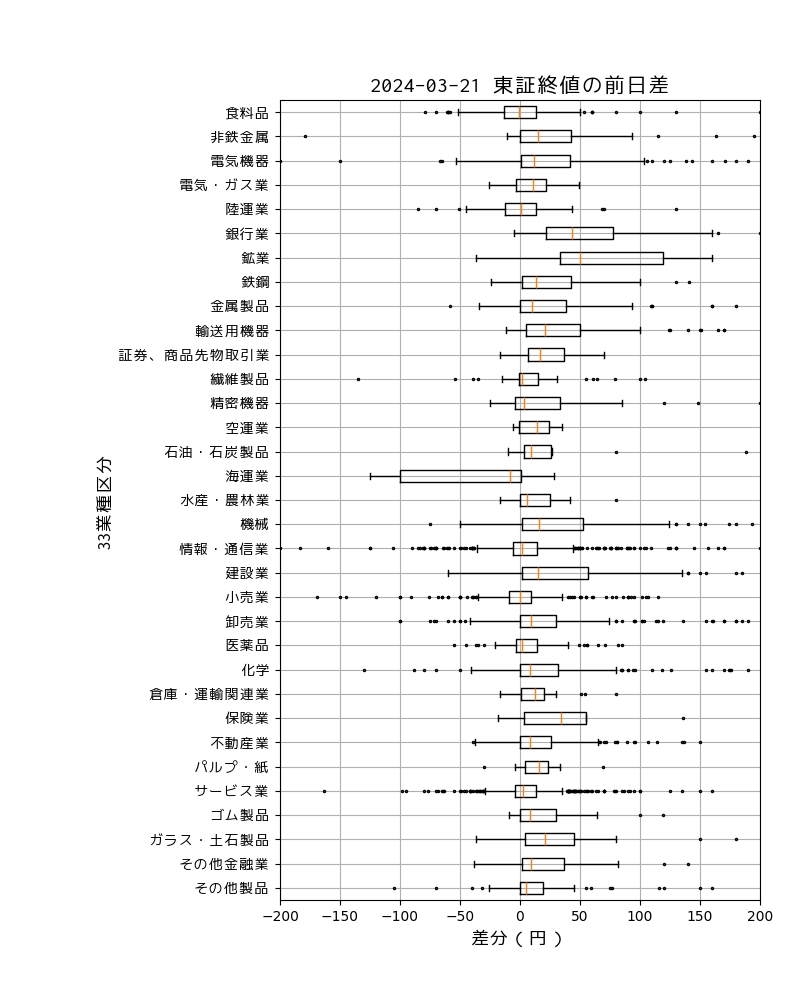 2024-03-21 東証終値の前日差
食料品
非鉄金属
電気機器
電気・ガス業
陸運業
銀行業
鉱業
鉄鋼
金属製品
輸送用機器
証券、商品先物取引業
繊維製品
精密機器
空運業
石油・石炭製品
海運業
水産・農林業
機械
情報・通信業
建設業
小売業
卸売業
医薬品
化学
倉庫・運輸関連業
保険業
不動産業
パルプ・紙
サービス業
ゴム製品
ガラス・土石製品
その他金融業
その他製品
33業種区分
−200 −150 −100 −50 0 50 100 150 200
差分(円)